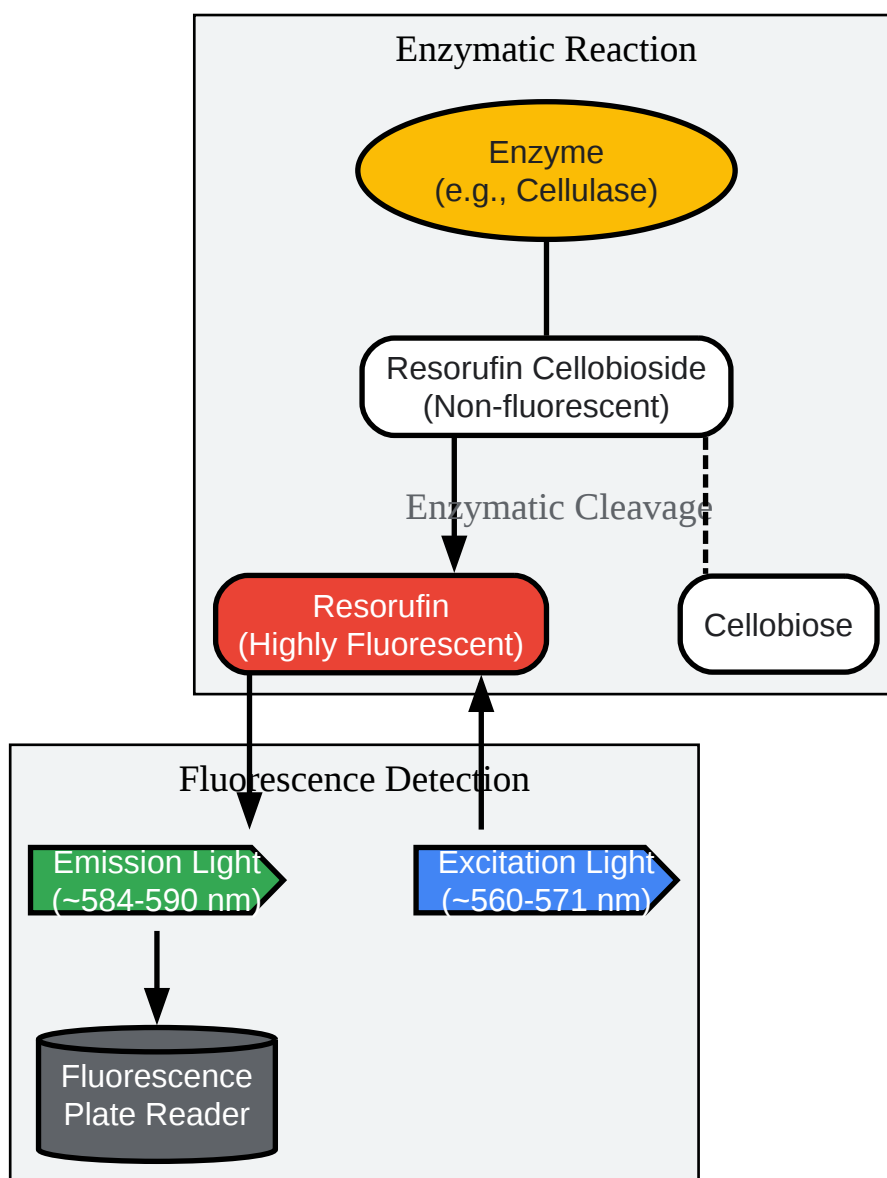 Enzymatic Reaction
Enzyme
(e.g., Cellulase)
Resorufin Cellobioside
(Non-fluorescent)
Enzymatic Cleavage
Resorufin
(Highly Fluorescent)
Cellobiose
Fluorescence Detection
Emission Light
(~584-590 nm)
Excitation Light
(~560-571 nm)
Fluorescence
Plate Reader